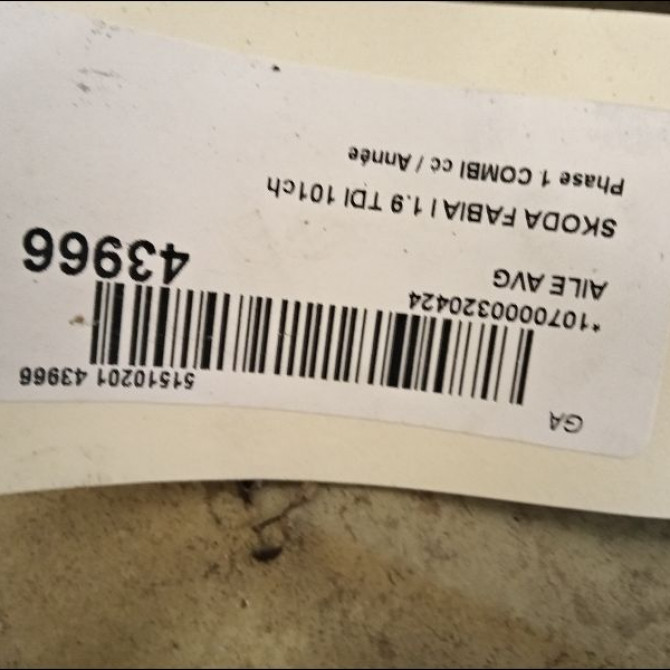 GA
51510201 43966
*1070000320424
43966
AILE AVG
SKODA FABIA I 1.9 TDI 101ch
Phase 1. COMBI cc / Année